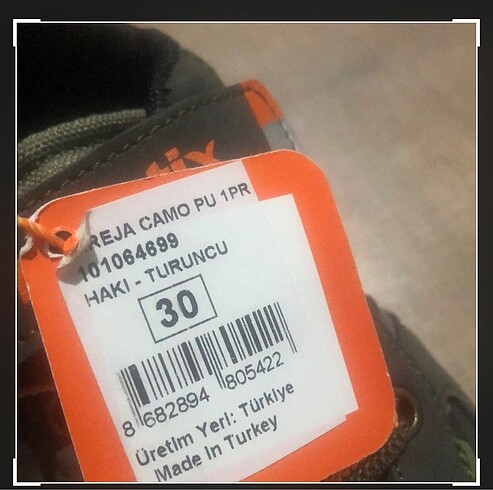 REJA CAMO PU 1PR
101064699
HAKI - TURUNCU
30
8 682894 805422
Üretim Yeri: Türkiye
Made In Turkey